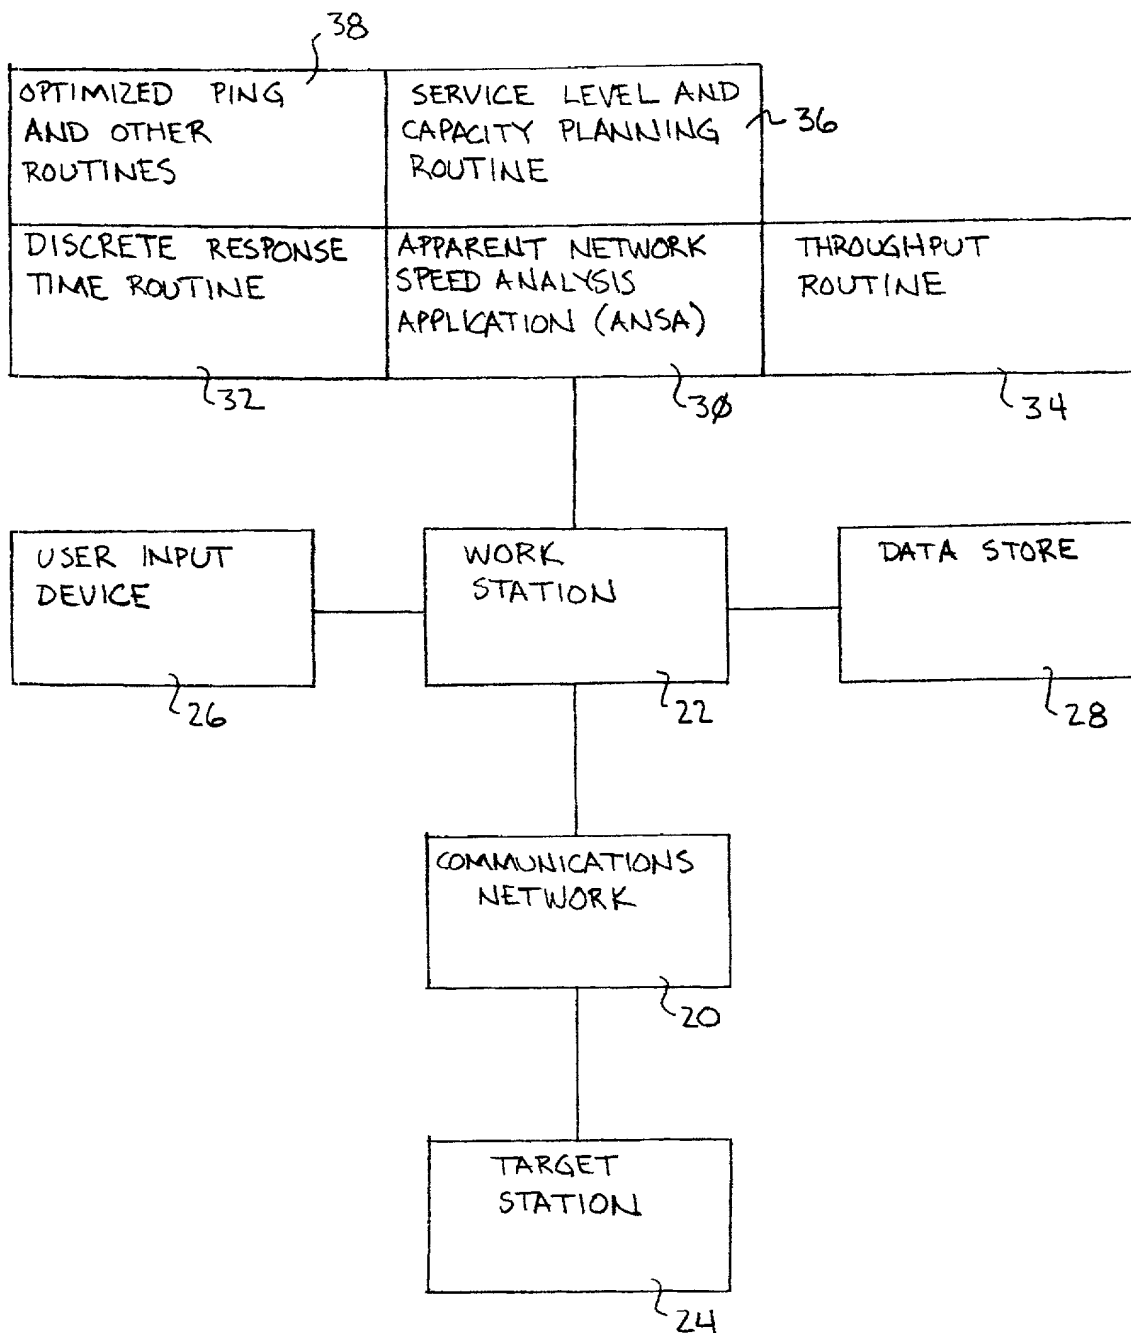 38
OPTIMIZED PING
AND OTHER
ROUTINES
SERVICE LEVEL AND
CAPACITY PLANNING
ROUTINE
36
DISCRETE RESPONSE
TIME ROUTINE
32
APPARENT NETWORK
SPEED ANALYSIS
APPLICATION (ANSA)
30
THROUGHPUT
ROUTINE
34
USER INPUT
DEVICE
26
WORK
STATION
22
DATA STORE
28
COMMUNICATIONS
NETWORK
20
TARGET
STATION
24